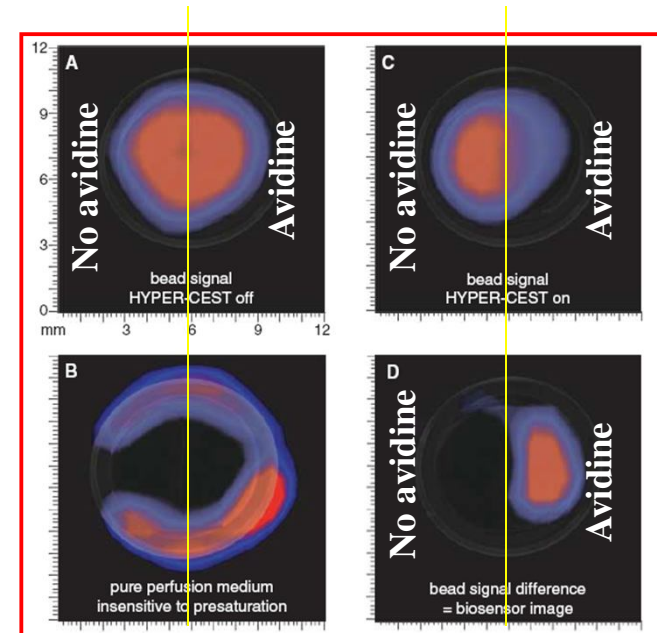 A
No avidine
Avidine
bead signal
HYPER-CEST off
12
9
6
3
0
mm
3
6
9
12
C
No avidine
Avidine
bead signal
HYPER-CEST on
B
pure perfusion medium
insensitive to presaturation
D
No avidine
Avidine
bead signal difference
= biosensor image